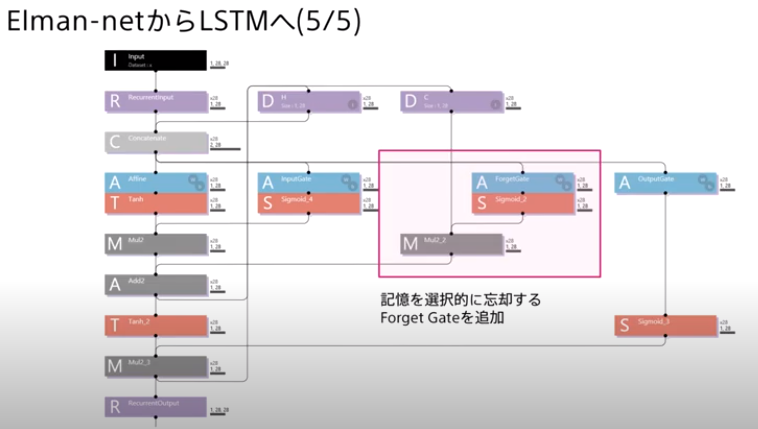 Elman-netからLSTMへ(5/5)
I Input
Dataset : x
1, 28, 28
R RecurrentInput
x28
1, 28
D H
Size : 1, 28
x28
1, 28
D C
Size : 1, 28
x28
1, 28
C Concatenate
x28
2, 28
A Affine
x28
1, 28
A InputGate
x28
1, 28
A ForgetGate
x28
1, 28
A OutputGate
x28
1, 28
T Tanh
x28
1, 28
S Sigmoid_4
x28
1, 28
S Sigmoid_2
x28
1, 28
M Mul2
x28
1, 28
M Mul2_2
x28
1, 28
A Add2
x28
1, 28
記憶を選択的に忘却する
Forget Gateを追加
T Tanh_2
x28
1, 28
S Sigmoid_3
x28
1, 28
M Mul2_3
x28
1, 28
R RecurrentOutput
1, 28, 28